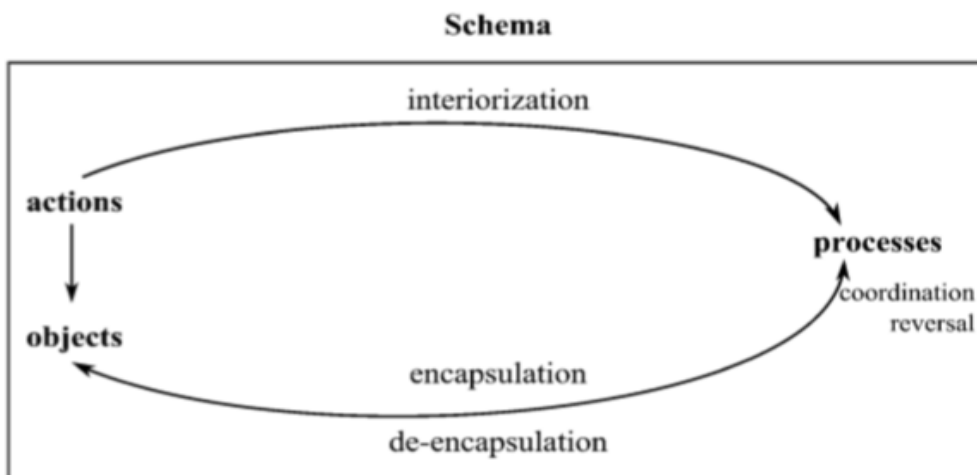 Schema
interiorization
actions
processes
coordination
reversal
objects
encapsulation
de-encapsulation